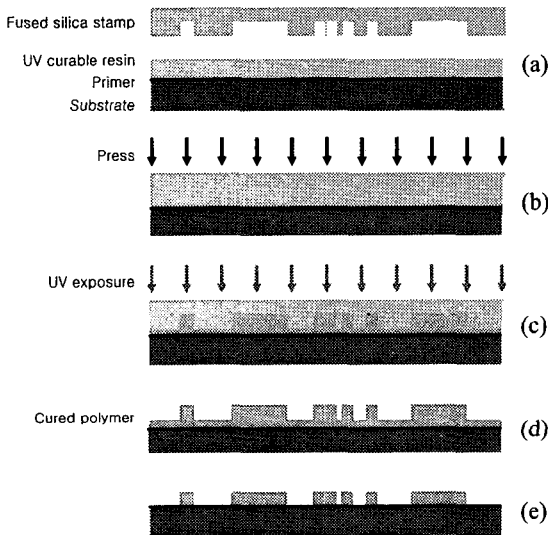 Fused silica stamp
UV curable resin
(a)
Primer
Substrate
Press
(b)
UV exposure
(c)
Cured polymer
(d)
(e)